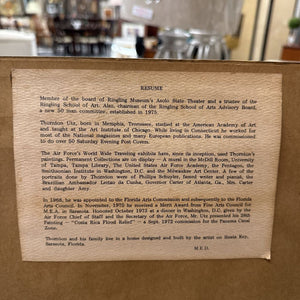 RESUME
Member of the board of Ringling Museum's Asolo State Theater and a trustee of the
Ringling School of Art. Also, chairman of the Ringling School of Arts Advisory Board,
a new 50 man committee, established in 1975.
Thornton Utz, born in Memphis, Tennessee, studied at the American Academy of Art
and taught at the Art Institute of Chicago. While living in Connecticut he worked for
most of the National magazines and many European publications. He was commissioned
to do over 50 Saturday Evening Post Covers.
The Air Force's World Wide Traveling exhibits have, since its inception, used Thornton's
paintings. Permanent Collections are on display — A mural in the McDill Room, University
of Tampa, Tampa Library, The United States Air Force Academy, the Pentagon, the
Smithsonian Institute in Washington, D.C. and the Milwaukee Art Center. A few of the
portraits done by Thornton were of Phillips Schuyler, famed writer and pianist, the
Brazilian Ambassador Leitao da Cunha, Governor Carter of Atlanta, Ga., Mrs. Carter
and daughter Amy.
In 1968, he was appointed to the Florida Arts Commission and subsequently to the Florida
Arts Council. In November, 1972 he received a Merit Award from Fine Arts Council for
M.E.A. in Sarasota. Honored October 1973 at a dinner in Washington, D.C. given by the
Air Force Chief of Staff and the Secretary of the Air Force, Mr. Utz presented his 28th
Painting — "Costa Rica Flood Relief" — a Sept. 1972 commission for the Panama Canal
Zone.
Thornton and his family live in a home designed and built by the artist on Siesta Key,
Sarasota, Florida.
M.E.D.